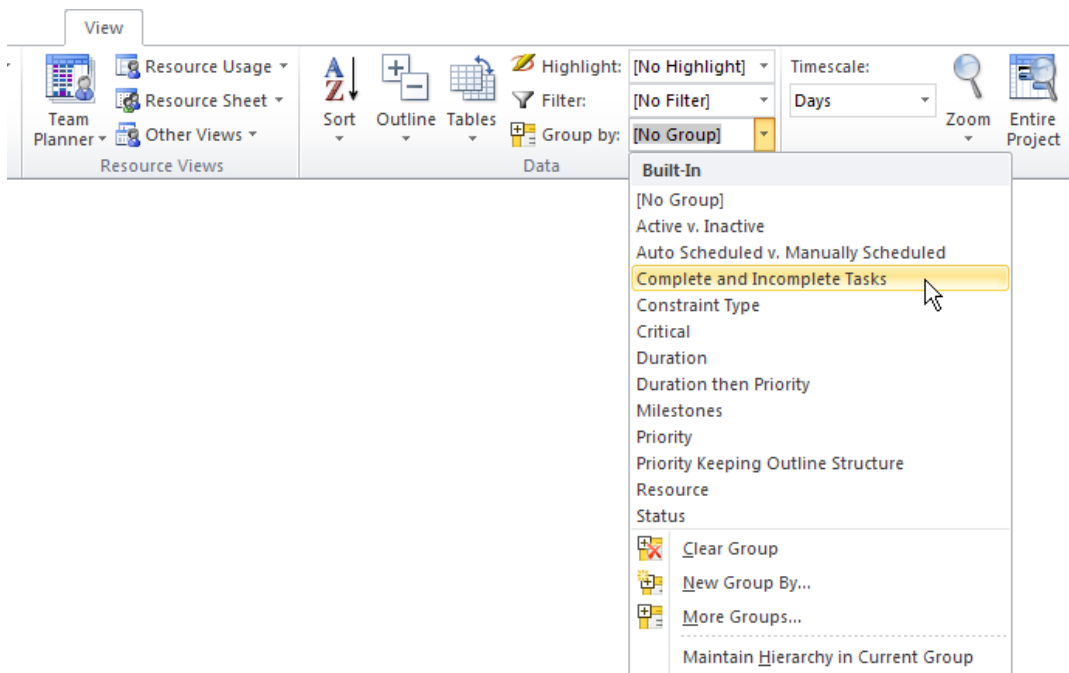 View
Resource Usage
Resource Sheet
Other Views
Team
Planner
Resource Views
A
Z
Sort
Outline
Tables
Highlight: [No Highlight]
Filter: [No Filter]
Group by: [No Group]
Data
Timescale:
Days
Zoom
Entire
Project
Built-In
[No Group]
Active v. Inactive
Auto Scheduled v. Manually Scheduled
Complete and Incomplete Tasks
Constraint Type
Critical
Duration
Duration then Priority
Milestones
Priority
Priority Keeping Outline Structure
Resource
Status
Clear Group
New Group By...
More Groups...
Maintain Hierarchy in Current Group